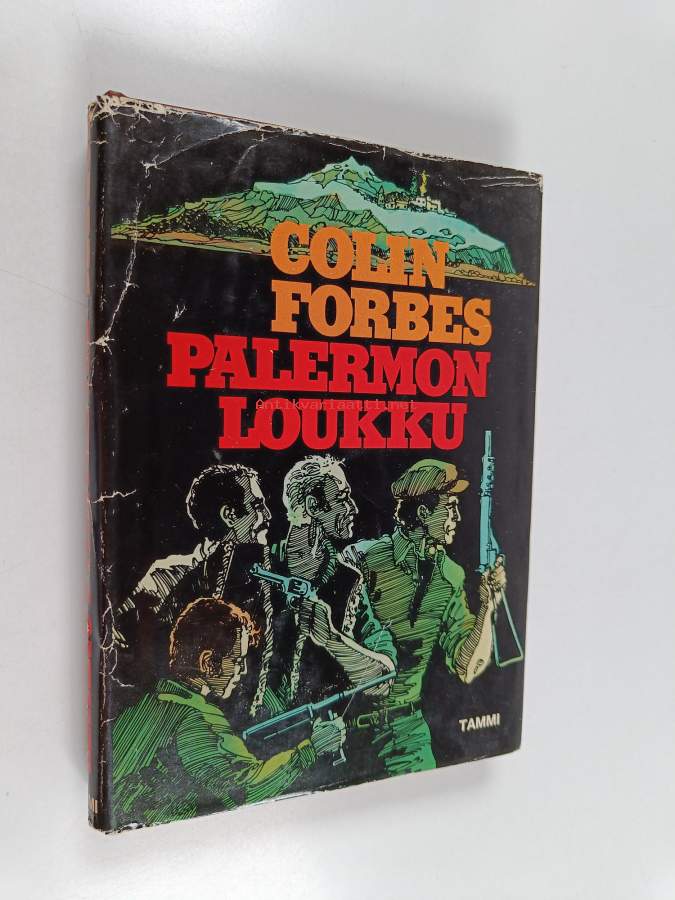 COLIN
FORBES
PALERMON
Antikvariaatti.net
LOUKKU
TAMMI